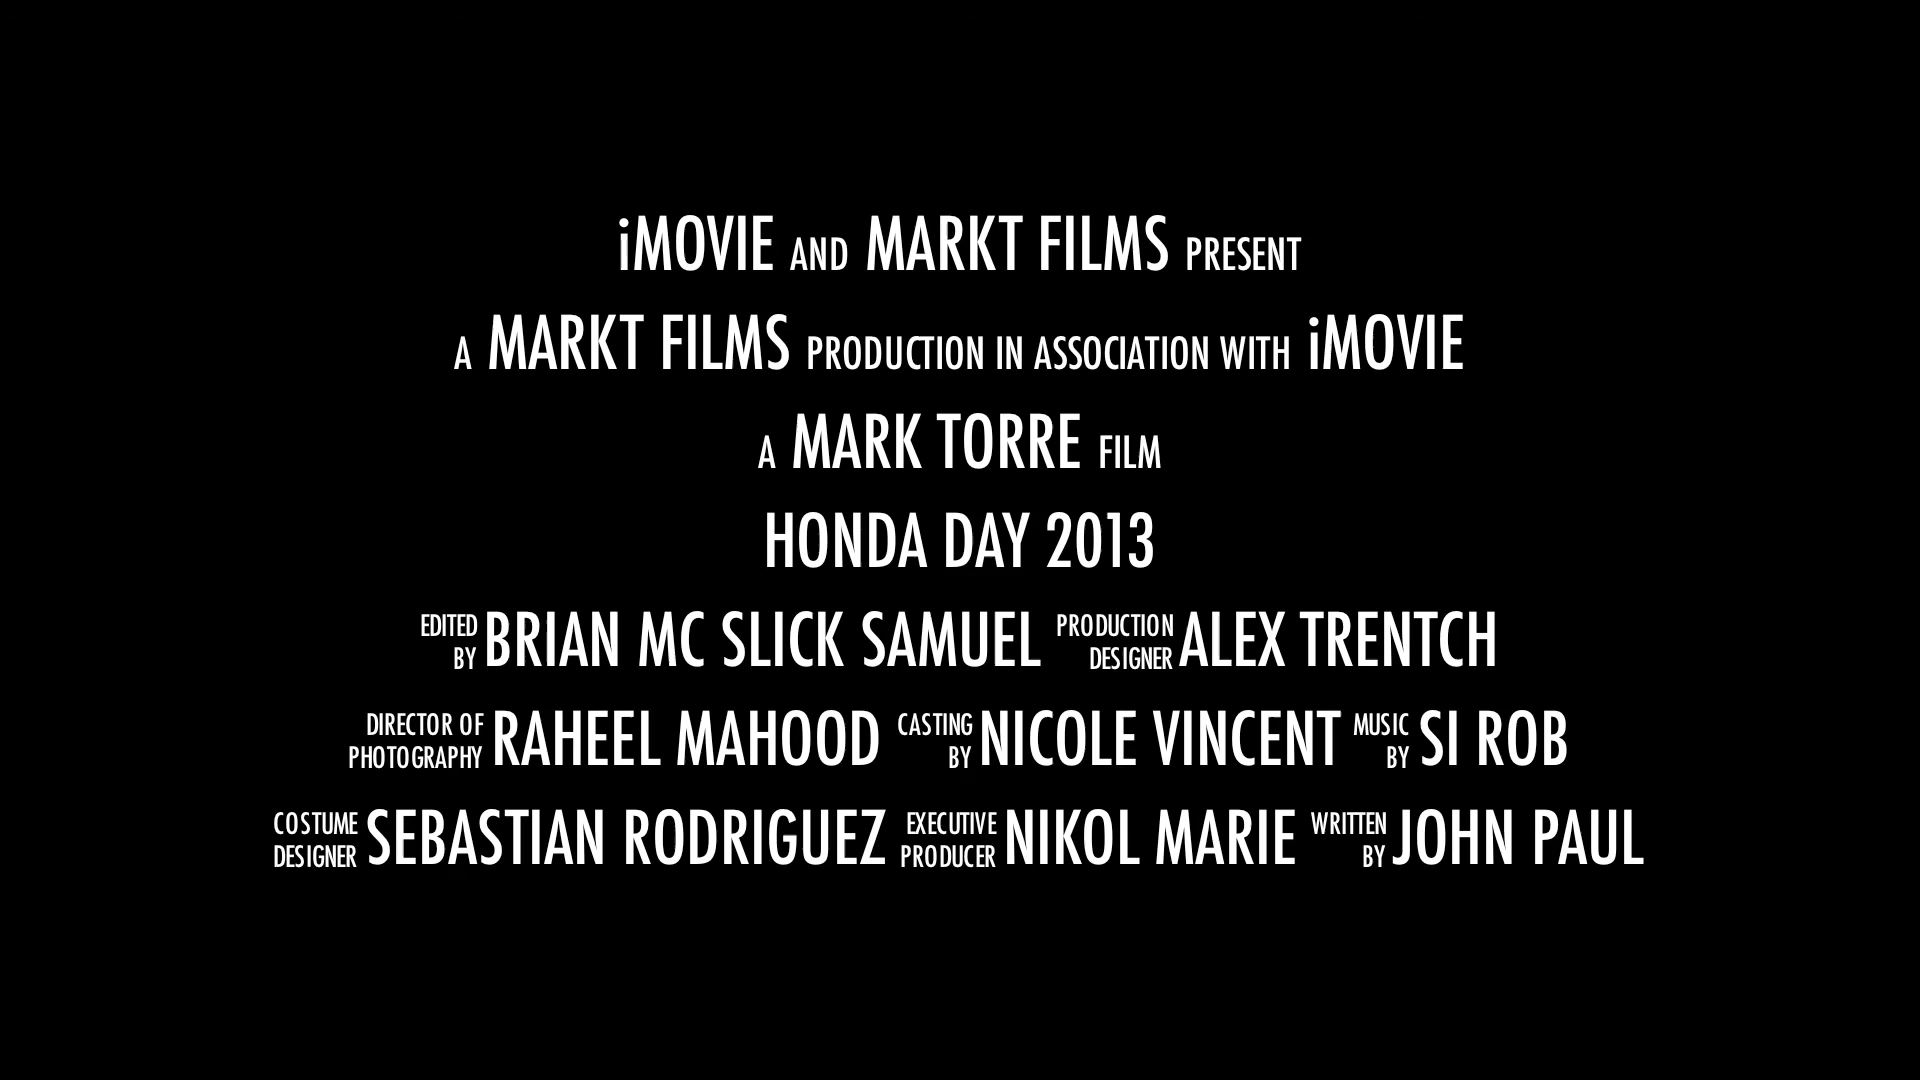 iMOVIE AND MARKT FILMS PRESENT
A MARKT FILMS PRODUCTION IN ASSOCIATION WITH iMOVIE
A MARK TORRE FILM
HONDA DAY 2013
EDITED BY BRIAN MC SLICK SAMUEL PRODUCTION DESIGNER ALEX TRENTCH
DIRECTOR OF PHOTOGRAPHY RAHEEL MAHOOD CASTING BY NICOLE VINCENT MUSIC BY SI ROB
COSTUME DESIGNER SEBASTIAN RODRIGUEZ EXECUTIVE PRODUCER NIKOL MARIE WRITTEN BY JOHN PAUL